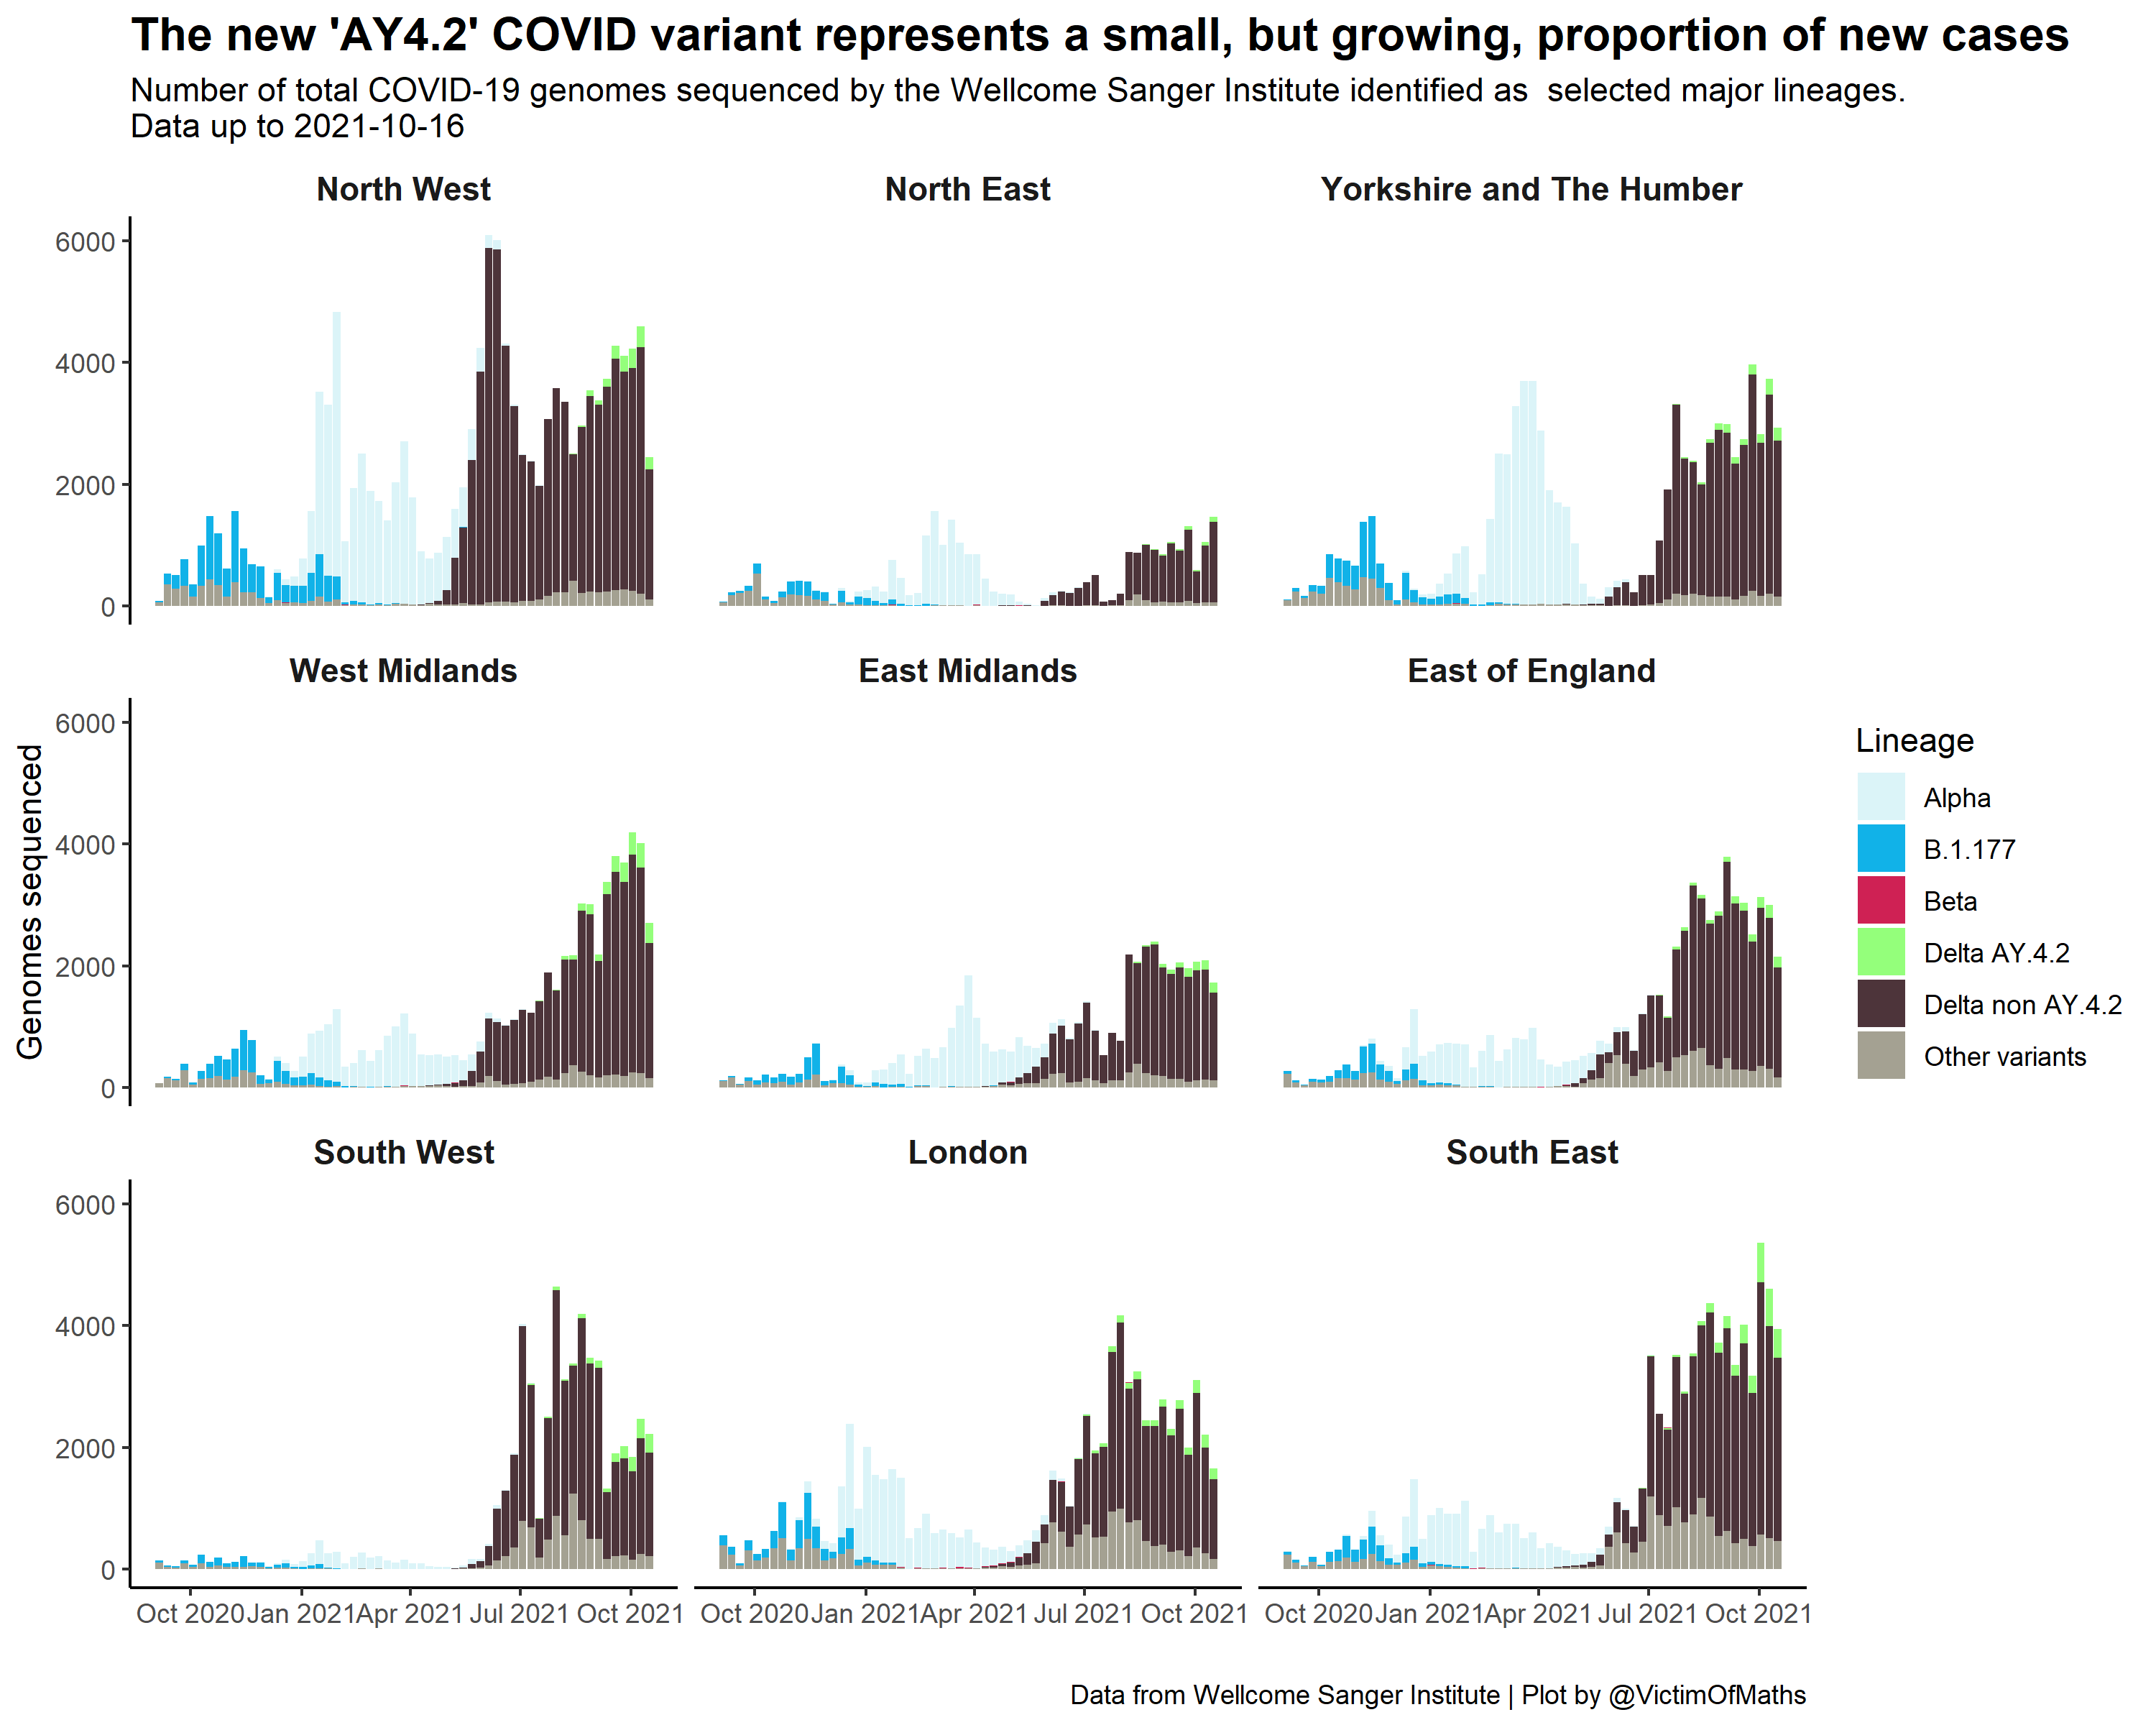 The new 'AY4.2' COVID variant represents a small, but growing, proportion of new cases
Number of total COVID-19 genomes sequenced by the Wellcome Sanger Institute identified as  selected major lineages.
Data up to 2021-10-16
North West
North East
Yorkshire and The Humber
6000
4000
2000
0
West Midlands
East Midlands
East of England
6000
4000
2000
0
Genomes sequenced
South West
London
South East
6000
4000
2000
0
Oct 2020 Jan 2021 Apr 2021 Jul 2021 Oct 2021
Oct 2020 Jan 2021 Apr 2021 Jul 2021 Oct 2021
Oct 2020 Jan 2021 Apr 2021 Jul 2021 Oct 2021
Lineage
Alpha
B.1.177
Beta
Delta AY.4.2
Delta non AY.4.2
Other variants
Data from Wellcome Sanger Institute | Plot by @VictimOfMaths